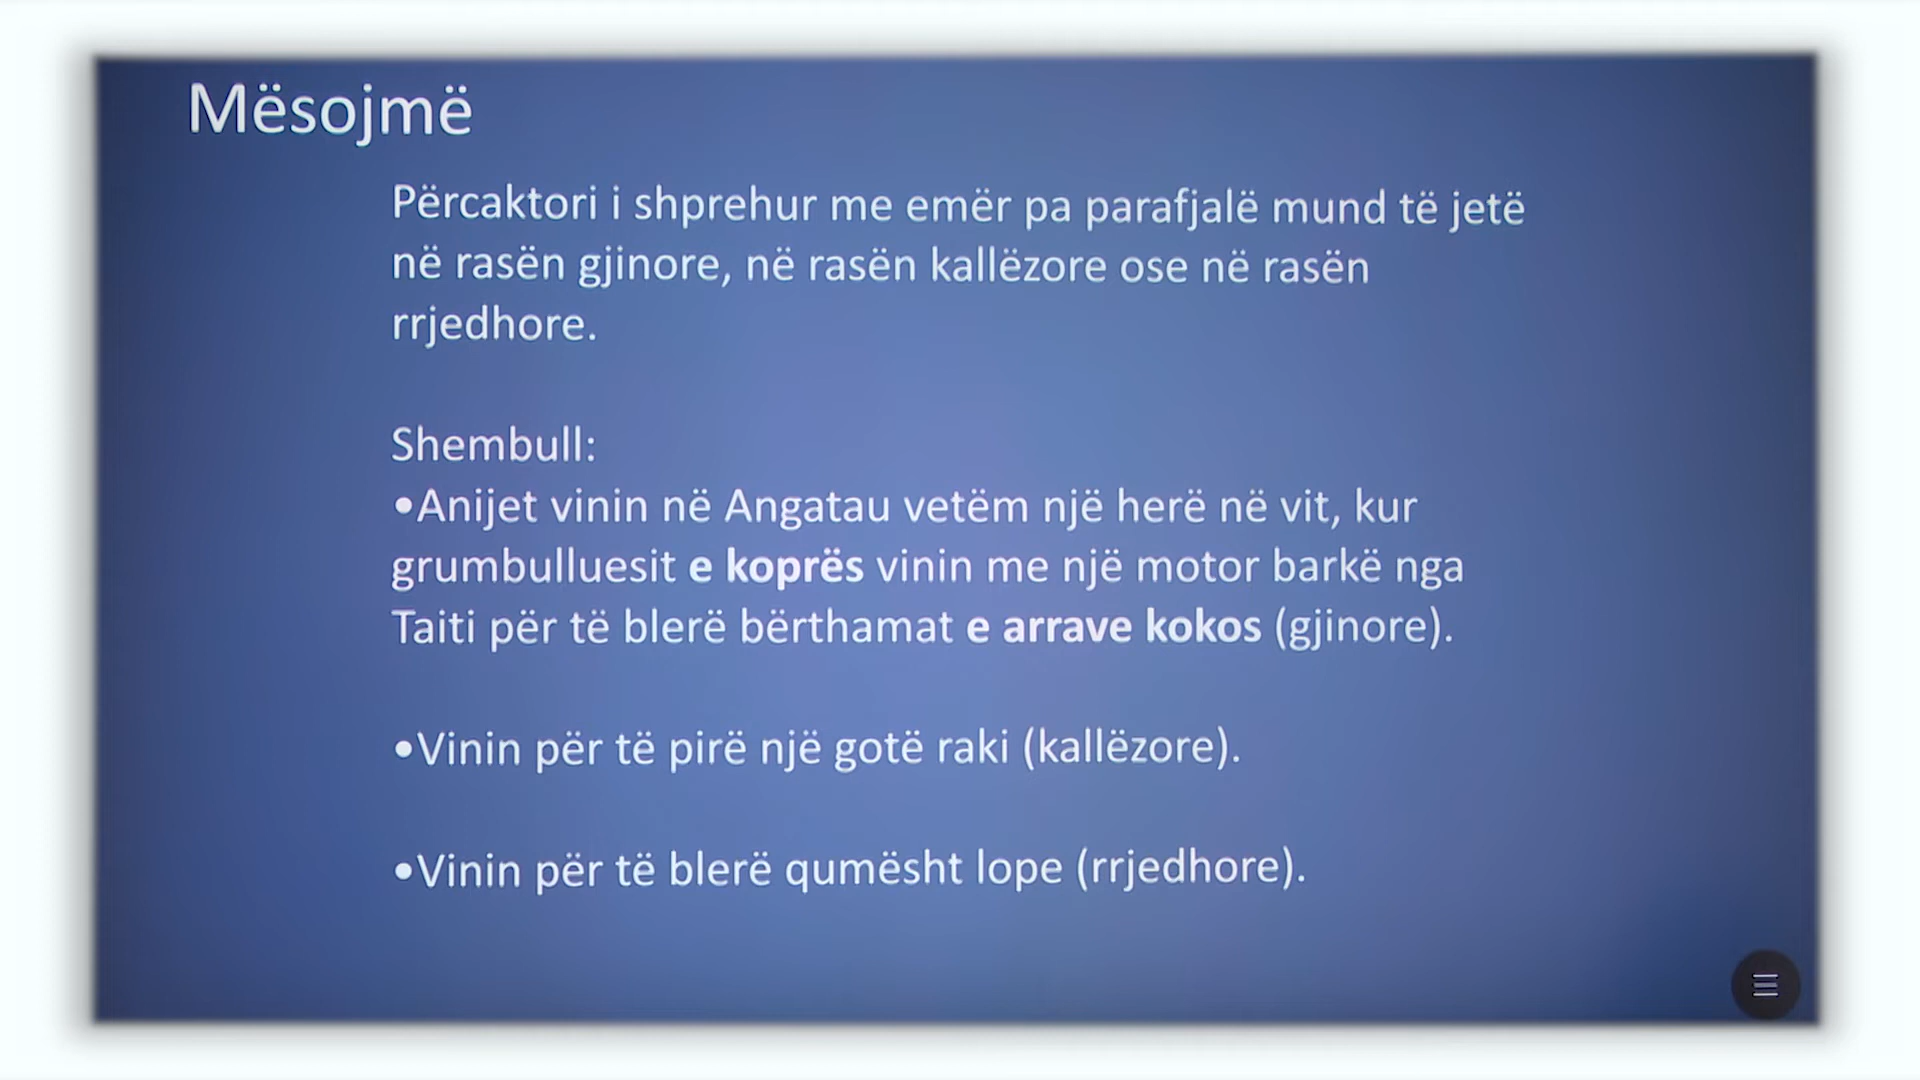 Mësojmë
Përcaktori i shprehur me emër pa parafjalë mund të jetë
në rasën gjinore, në rasën kallëzore ose në rasën
rrjedhore.
Shembull:
•Anijet vinin në Angatau vetëm një herë në vit, kur
grumbulluesit e koprës vinin me një motor barkë nga
Taiti për të blerë bërthamat e arrave kokos (gjinore).
•Vinin për të pirë një gotë raki (kallëzore).
•Vinin për të blerë qumësht lope (rrjedhore).